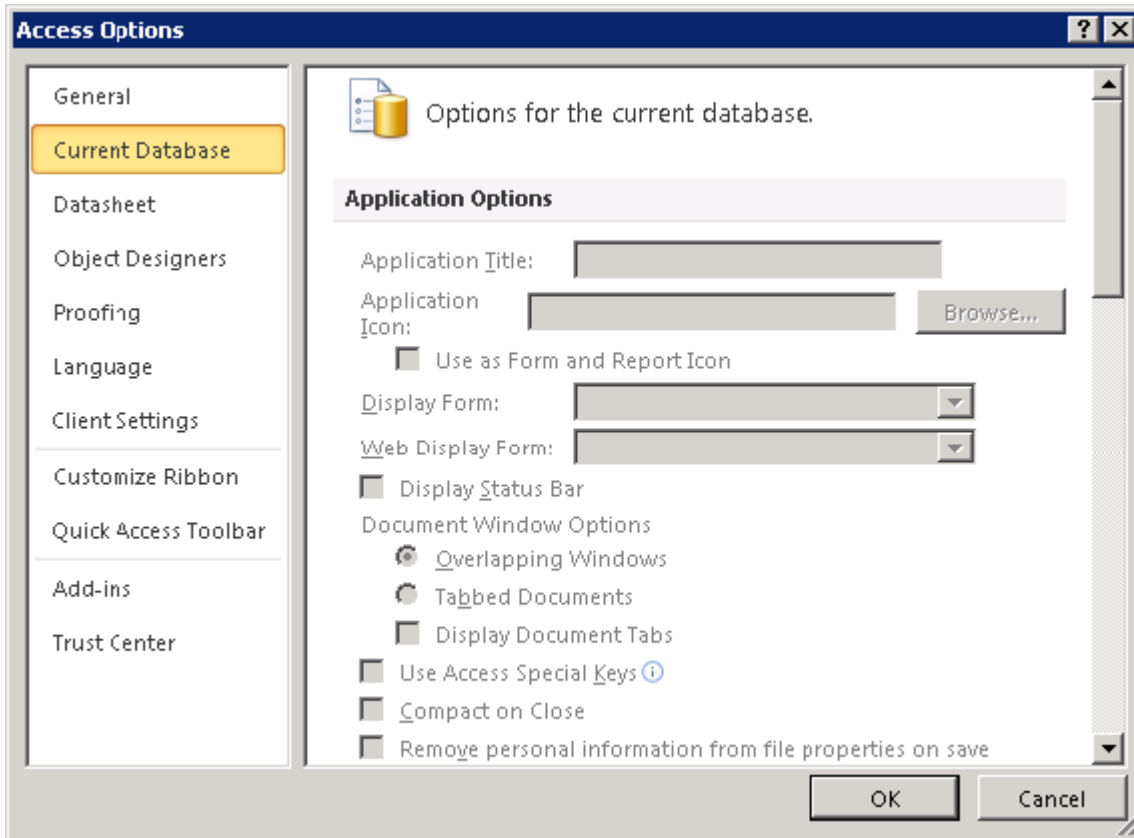 Access Options
General
Current Database
Datasheet
Object Designers
Proofing
Language
Client Settings
Customize Ribbon
Quick Access Toolbar
Add-ins
Trust Center
Options for the current database.
Application Options
Application Title:
Application
Icon:
Browse...
Use as Form and Report Icon
Display Form:
Web Display Form:
Display Status Bar
Document Window Options
Overlapping Windows
Tabbed Documents
Display Document Tabs
Use Access Special Keys
Compact on Close
Remove personal information from file properties on save
OK
Cancel